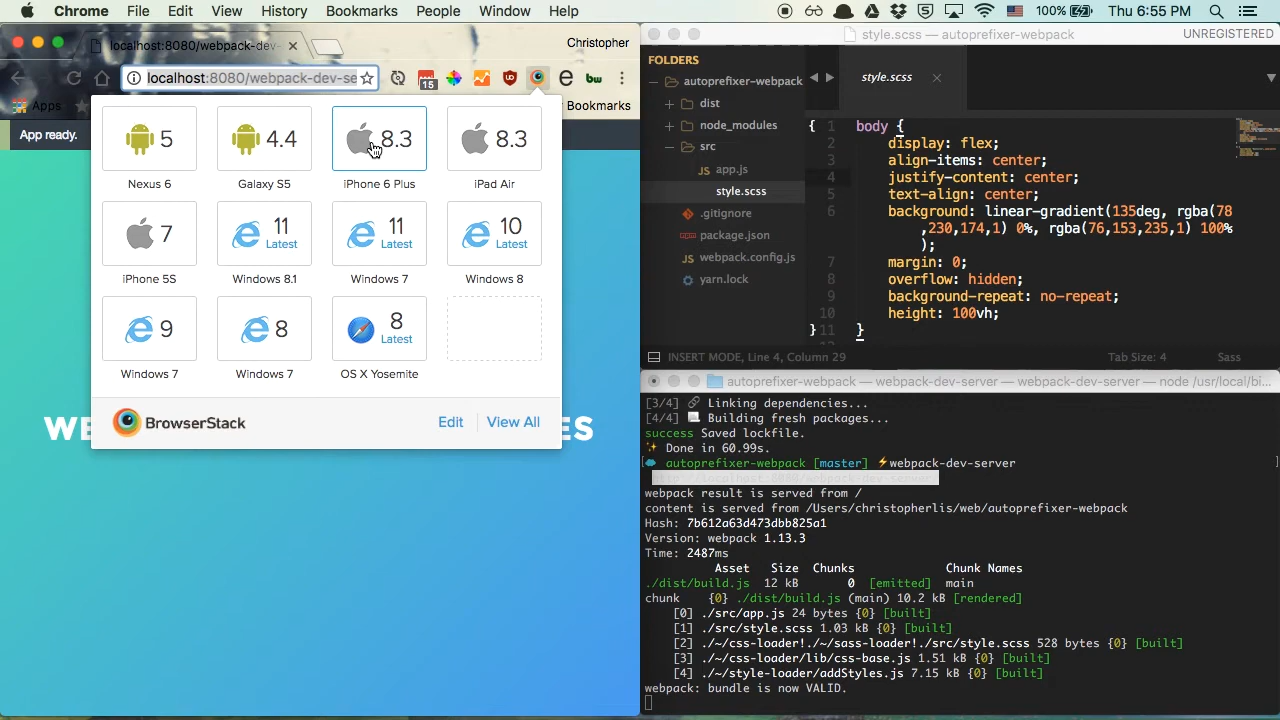 Chrome File Edit View History Bookmarks People Window Help 100% Thu 6:55 PM
localhost:8080/webpack-dev- Christopher
localhost:8080/webpack-dev-se 15 bw
Apps Bookmarks
App ready.
5 4.4 8.3 8.3
Nexus 6 Galaxy S5 iPhone 6 Plus iPad Air
7 11 Latest 11 Latest 10 Latest
iPhone 5S Windows 8.1 Windows 7 Windows 8
9 8 8 Latest
Windows 7 Windows 7 OS X Yosemite
BrowserStack Edit View All
WE ES
style.scss — autoprefixer-webpack UNREGISTERED
FOLDERS
autoprefixer-webpack
dist
node_modules
src
app.js
style.scss
.gitignore
package.json
webpack.config.js
yarn.lock
style.scss
{ 1 body {
2 display: flex;
3 align-items: center;
4 justify-content: center;
5 text-align: center;
6 background: linear-gradient(135deg, rgba(78
,230,174,1) 0%, rgba(76,153,235,1) 100%
);
7 margin: 0;
8 overflow: hidden;
9 background-repeat: no-repeat;
10 height: 100vh;
} 11 }
INSERT MODE, Line 4, Column 29 Tab Size: 4 Sass
autoprefixer-webpack — webpack-dev-server — webpack-dev-server — node /usr/local/bi...
[3/4] 🔗 Linking dependencies...
[4/4] 📃 Building fresh packages...
success Saved lockfile.
✨ Done in 60.99s.
autoprefixer-webpack [master] ⚡webpack-dev-server
webpack result is served from /
content is served from /Users/christopherlis/web/autoprefixer-webpack
Hash: 7b612a63d473dbb825a1
Version: webpack 1.13.3
Time: 2487ms
Asset Size Chunks Chunk Names
./dist/build.js 12 kB 0 [emitted] main
chunk {0} ./dist/build.js (main) 10.2 kB [rendered]
[0] ./src/app.js 24 bytes {0} [built]
[1] ./src/style.scss 1.03 kB {0} [built]
[2] ./~/css-loader!./~/sass-loader!./src/style.scss 528 bytes {0} [built]
[3] ./~/css-loader/lib/css-base.js 1.51 kB {0} [built]
[4] ./~/style-loader/addStyles.js 7.15 kB {0} [built]
webpack: bundle is now VALID.